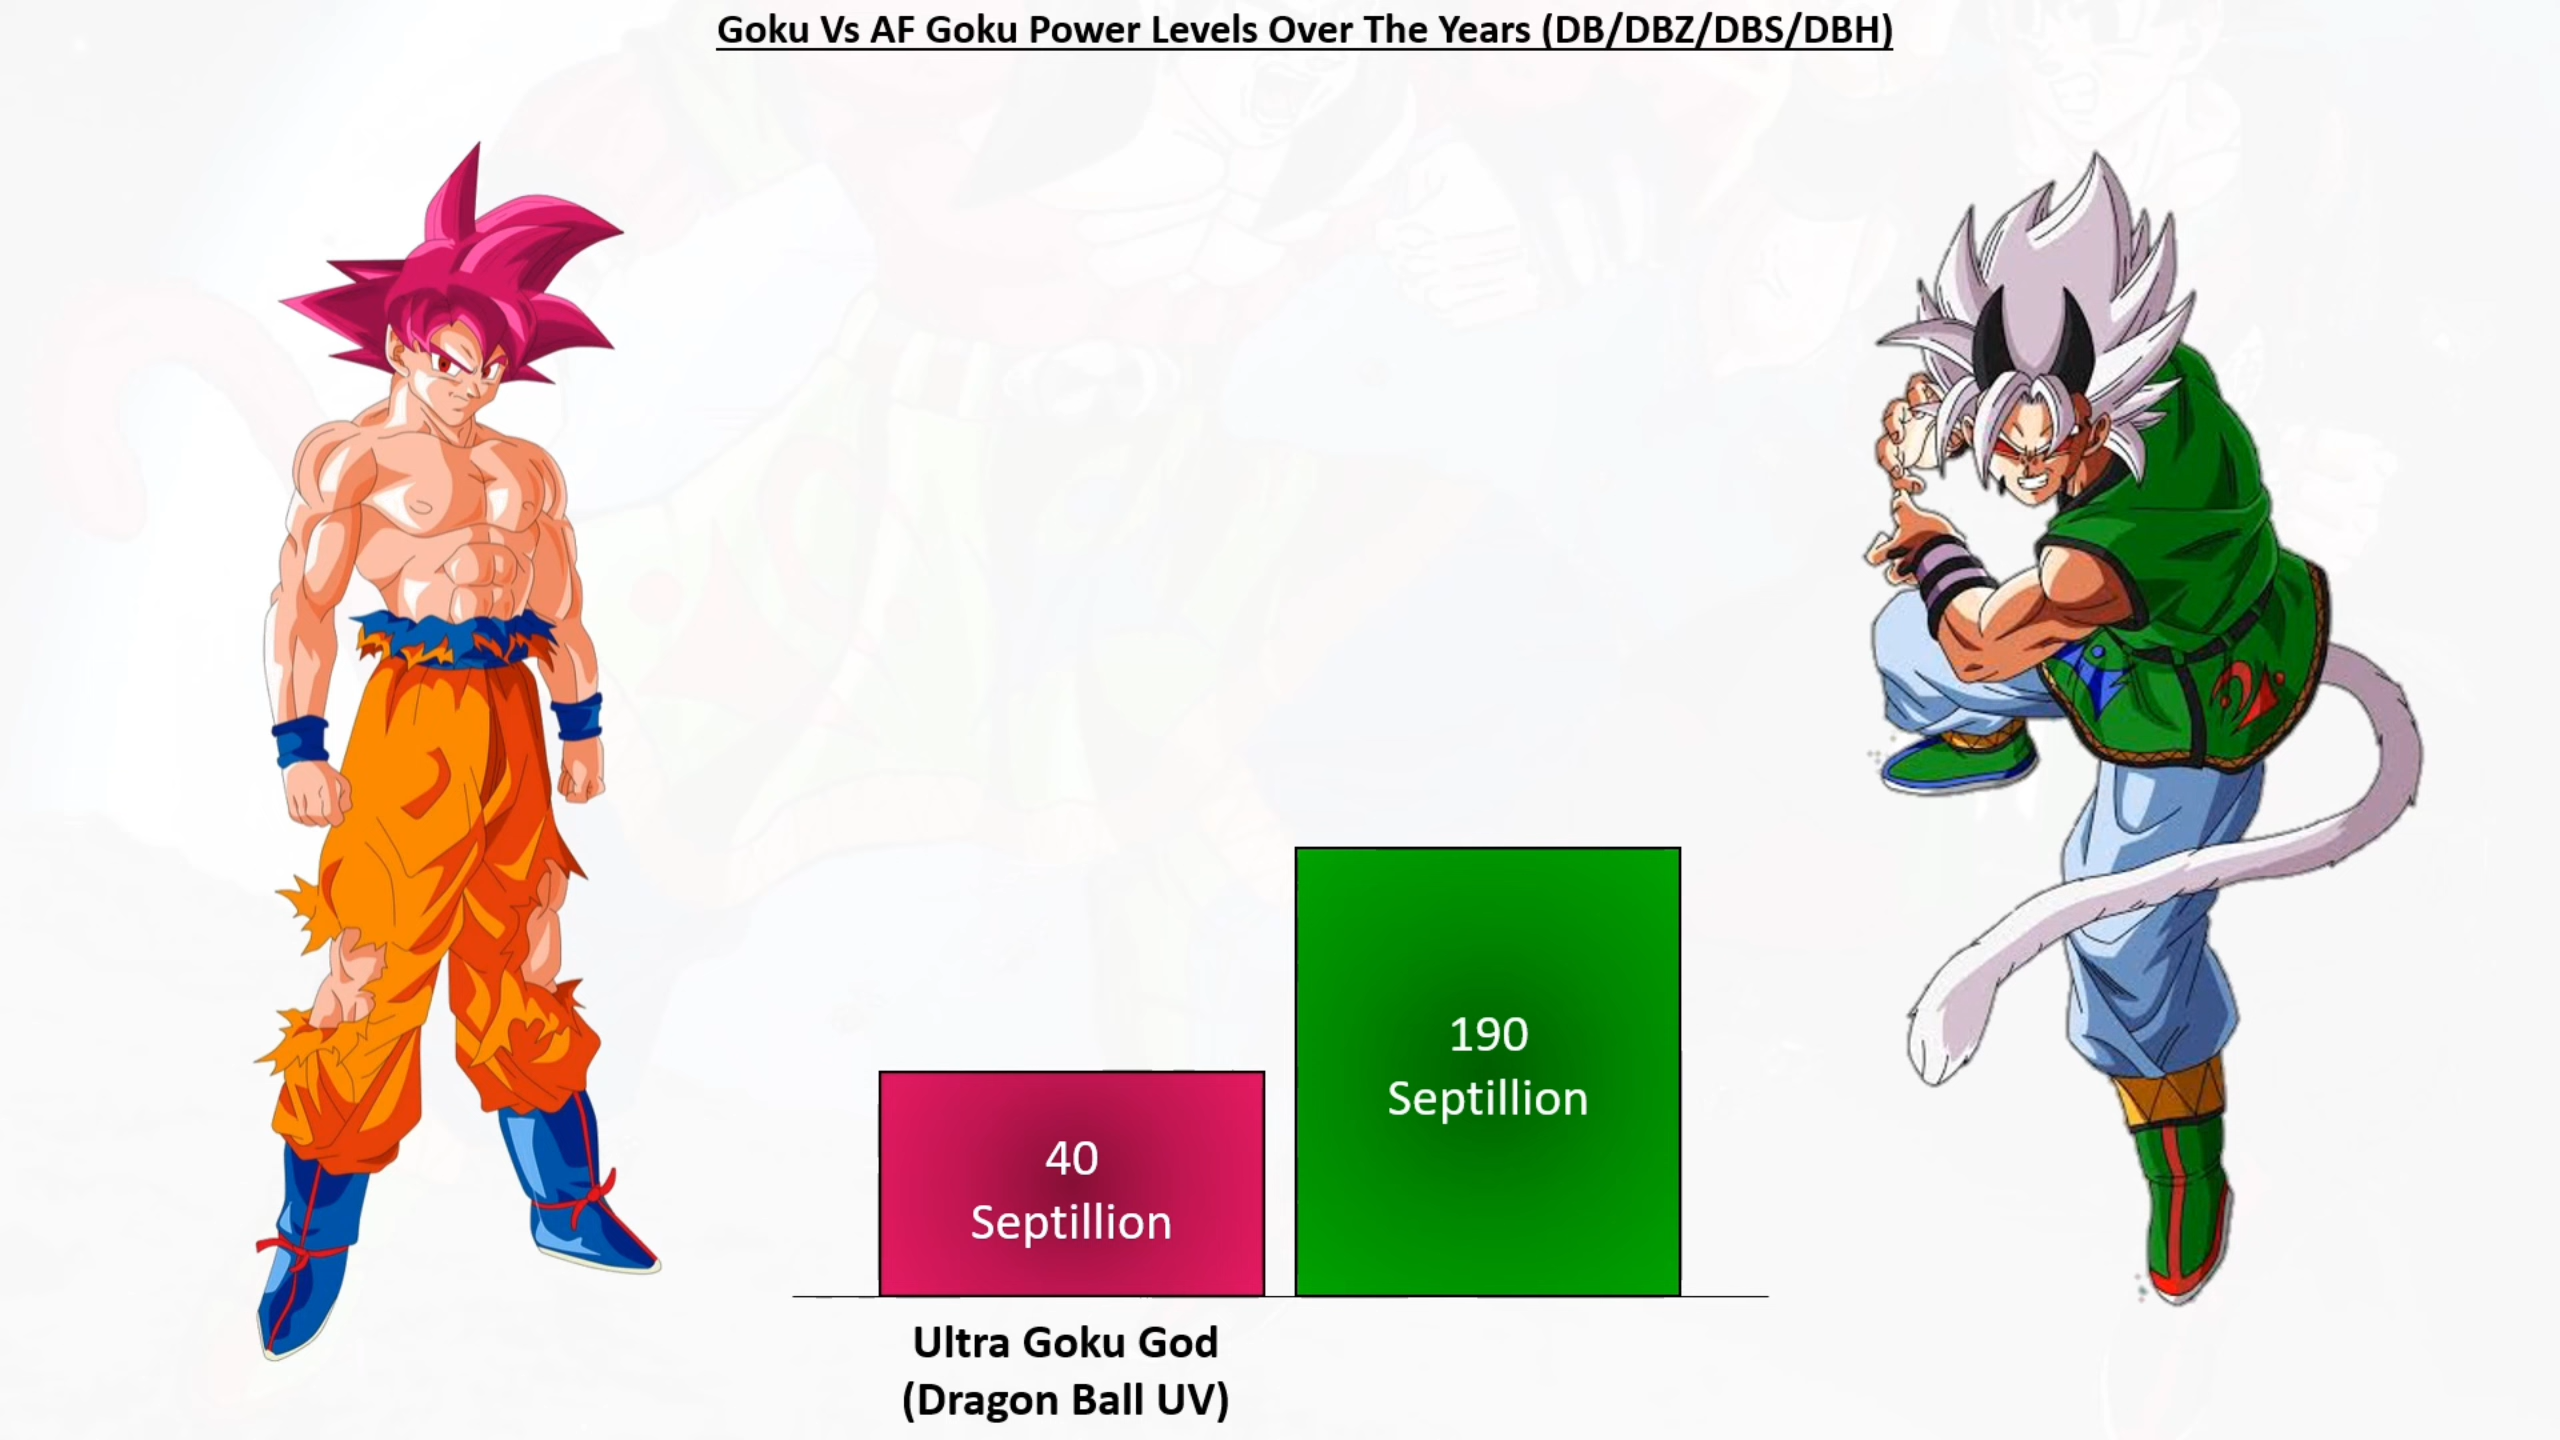 Goku Vs AF Goku Power Levels Over The Years (DB/DBZ/DBS/DBH)
190
Septillion
40
Septillion
Ultra Goku God
(Dragon Ball UV)